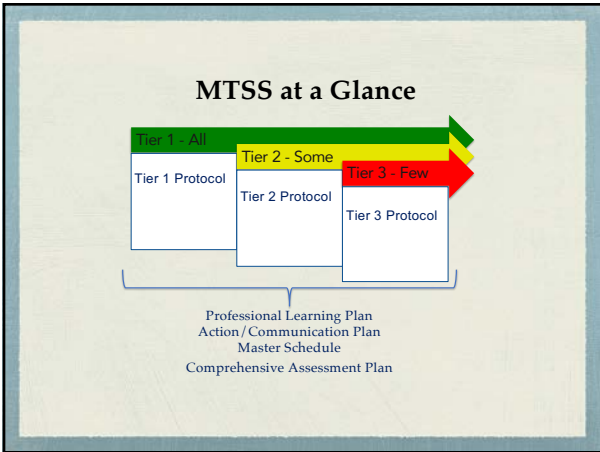 MTSS at a Glance
Tier 1 - All
Tier 2 - Some
Tier 3 - Few
Tier 1 Protocol
Tier 2 Protocol
Tier 3 Protocol
Professional Learning Plan
Action/Communication Plan
Master Schedule
Comprehensive Assessment Plan